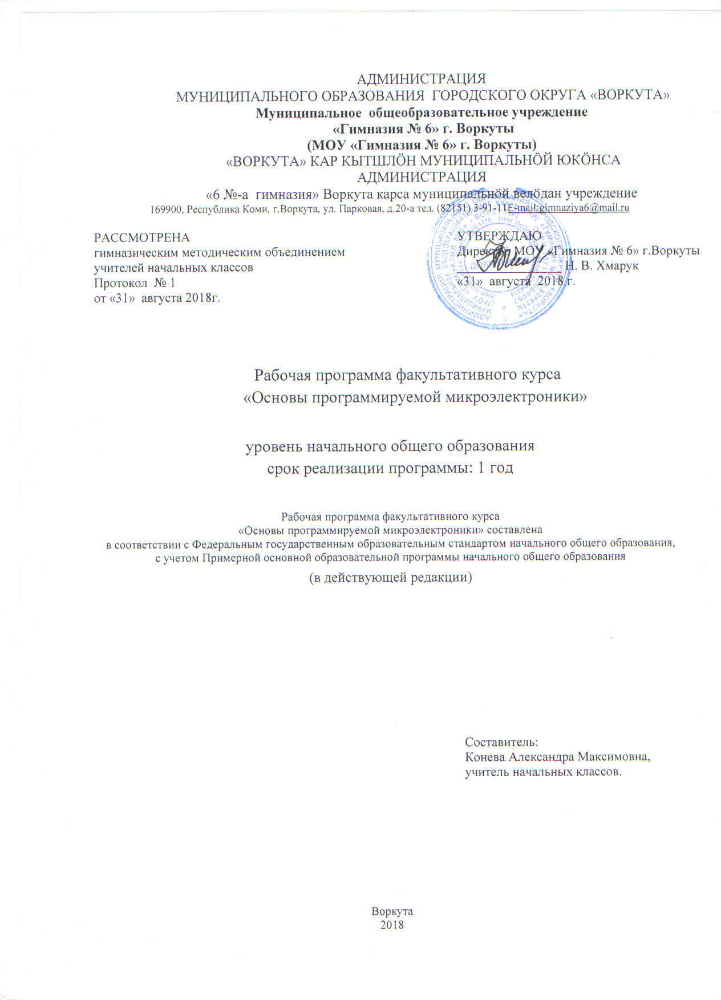 АДМИНИСТРАЦИЯ
МУНИЦИПАЛЬНОГО ОБРАЗОВАНИЯ ГОРОДСКОГО ОКРУГА «ВОРКУТА»
Муниципальное общеобразовательное учреждение
«Гимназия № 6» г. Воркуты
(МОУ «Гимназия № 6» г. Воркуты)
«ВОРКУТА» КАР КЫТШЛӦН МУНИЦИПАЛЬНӦЙ ЮКӦНСА
АДМИНИСТРАЦИЯ
«6 №-а гимназия» Воркута карса муниципальнӧй велӧдан учреждение
169900, Республика Коми, г.Воркута, ул. Парковая, д.20-а тел. (82151) 3-91-11E-mail:gimnaziya6@mail.ru
РАССМОТРЕНА
гимназическим методическим объединением
учителей начальных классов
Протокол № 1
от «31» августа 2018г.
УТВЕРЖДАЮ
Директор МОУ «Гимназия № 6» г.Воркуты
Н. В. Хмарук
«31» августа 2018 г.
Рабочая программа факультативного курса
«Основы программируемой микроэлектроники»
уровень начального общего образования
срок реализации программы: 1 год
Рабочая программа факультативного курса
«Основы программируемой микроэлектроники» составлена
в соответствии с Федеральным государственным образовательным стандартом начального общего образования,
с учетом Примерной основной образовательной программы начального общего образования
(в действующей редакции)
Составитель:
Конева Александра Максимовна,
учитель начальных классов.
Воркута
2018